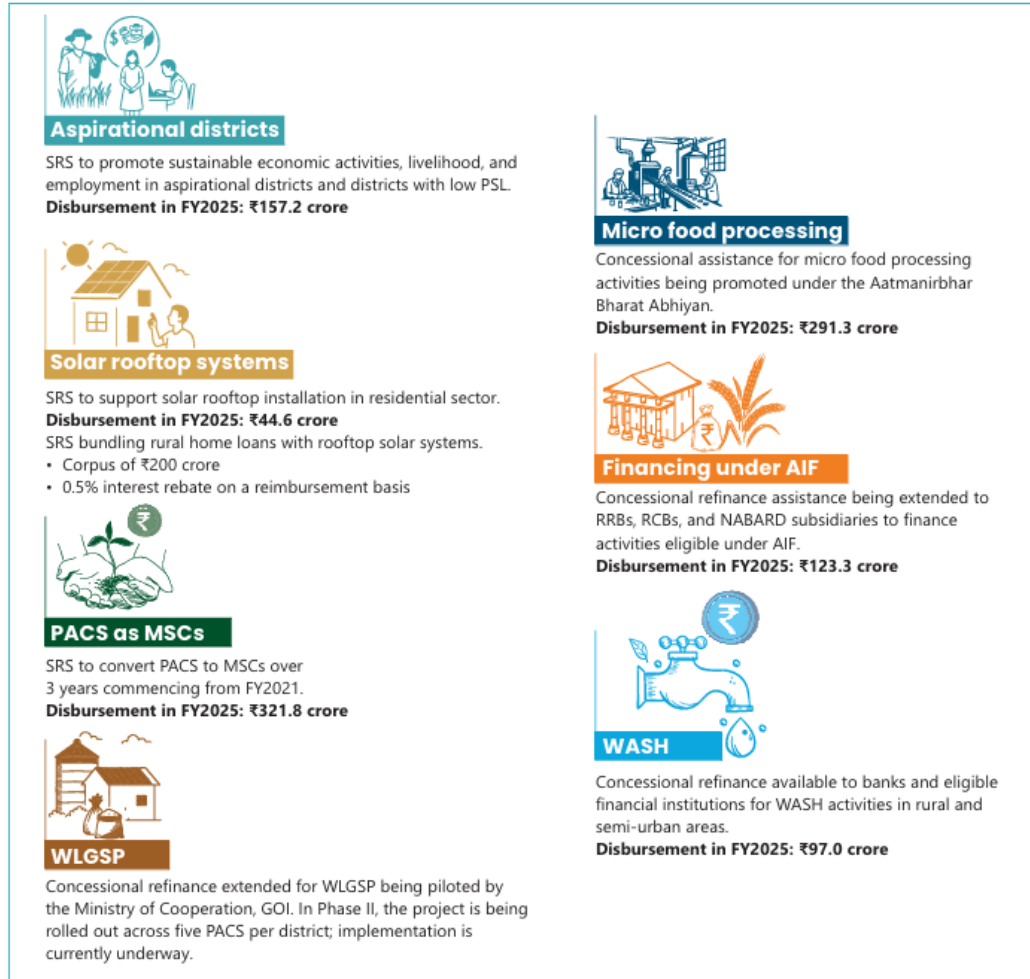 Aspirational districts
SRS to promote sustainable economic activities, livelihood, and
employment in aspirational districts and districts with low PSL.
Disbursement in FY2025: ₹157.2 crore
Solar rooftop systems
SRS to support solar rooftop installation in residential sector.
Disbursement in FY2025: ₹44.6 crore
SRS bundling rural home loans with rooftop solar systems.
• Corpus of ₹200 crore
• 0.5% interest rebate on a reimbursement basis
₹
PACS as MSCs
SRS to convert PACS to MSCs over
3 years commencing from FY2021.
Disbursement in FY2025: ₹321.8 crore
WLGSP
Concessional refinance extended for WLGSP being piloted by
the Ministry of Cooperation, GOI. In Phase II, the project is being
rolled out across five PACS per district; implementation is
currently underway.
Micro food processing
Concessional assistance for micro food processing
activities being promoted under the Aatmanirbhar
Bharat Abhiyan.
Disbursement in FY2025: ₹291.3 crore
₹
Financing under AIF
Concessional refinance assistance being extended to
RRBs, RCBs, and NABARD subsidiaries to finance
activities eligible under AIF.
Disbursement in FY2025: ₹123.3 crore
₹
WASH
Concessional refinance available to banks and eligible
financial institutions for WASH activities in rural and
semi-urban areas.
Disbursement in FY2025: ₹97.0 crore